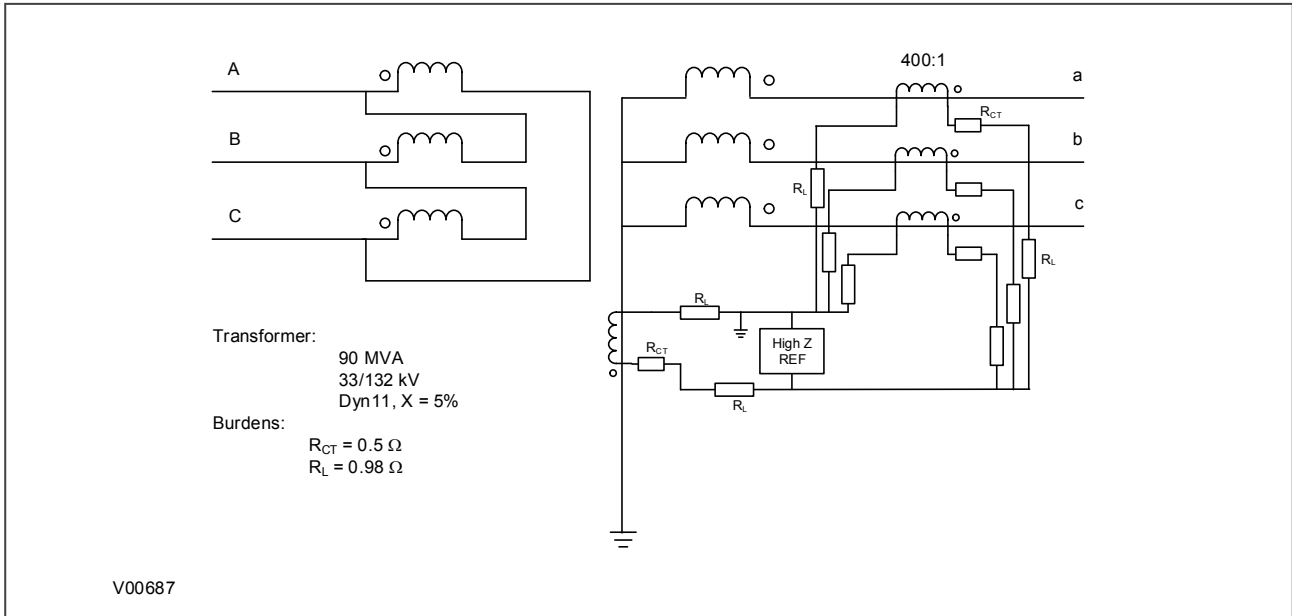 400:1
A
a
R_CT
B
b
R_L
C
c
R_L
R_L
Transformer:
90 MVA
33/132 kV
Dyn11, X = 5%
High Z
REF
R_CT
R_L
Burdens:
R_CT = 0.5 Ω
R_L = 0.98 Ω
V00687